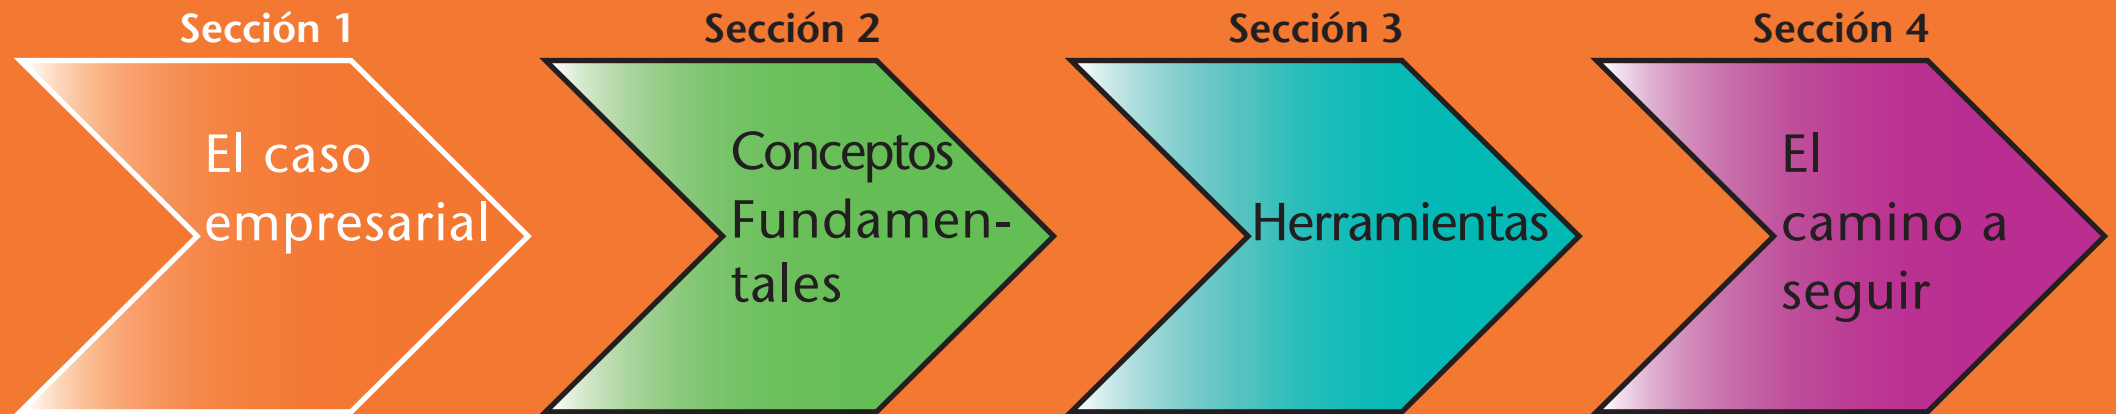 Sección 1
El caso
empresarial
Sección 2
Conceptos
Fundamen-
tales
Sección 3
Herramientas
Sección 4
El
camino a
seguir